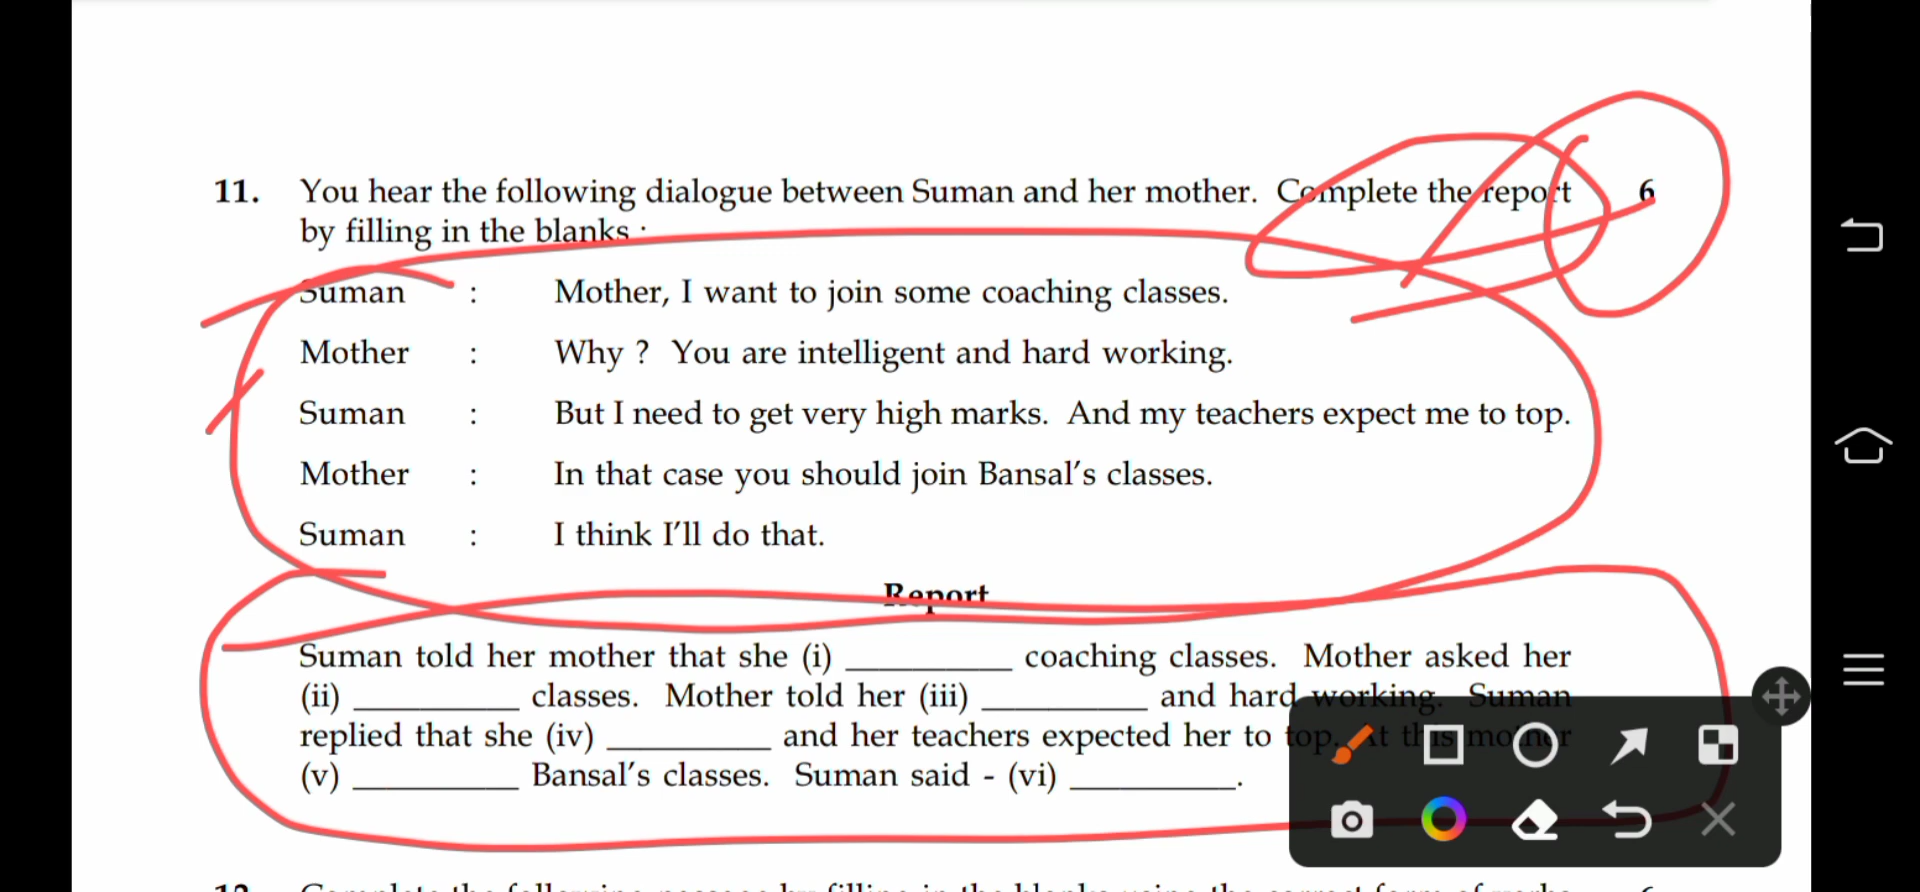 11. You hear the following dialogue between Suman and her mother. Complete the report 6
by filling in the blanks :
Suman : Mother, I want to join some coaching classes.
Mother : Why ? You are intelligent and hard working.
Suman : But I need to get very high marks. And my teachers expect me to top.
Mother : In that case you should join Bansal's classes.
Suman : I think I'll do that.
Report
Suman told her mother that she (i) __________ coaching classes. Mother asked her
(ii) __________ classes. Mother told her (iii) __________ and hard working. Suman
replied that she (iv) __________ and her teachers expected her to top. At this mother
(v) __________ Bansal's classes. Suman said - (vi) __________.